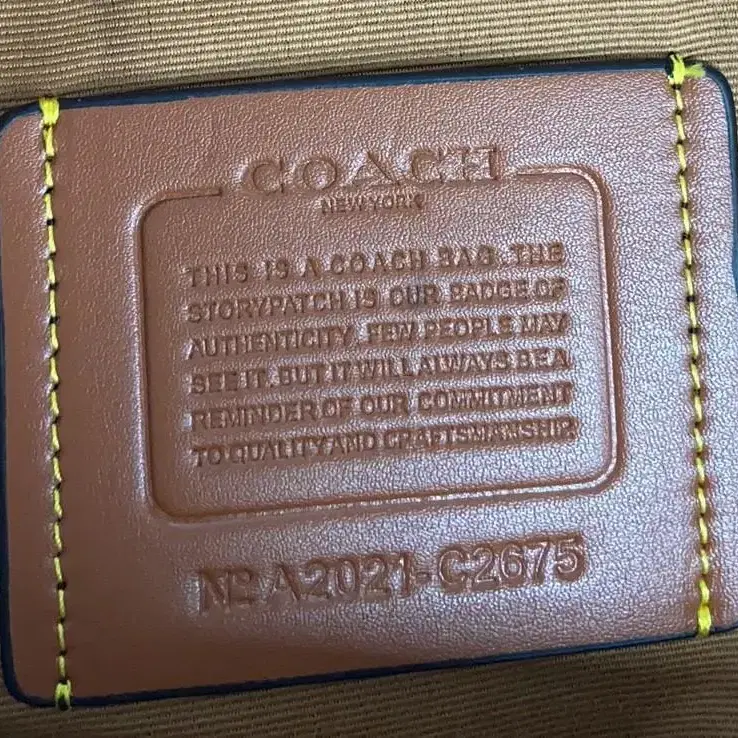 COACH
NEW YORK
THIS IS A COACH BAG. THE
STORYPATCH IS OUR BADGE OF
AUTHENTICITY. FEW PEOPLE MAY
SEE IT. BUT IT WILL ALWAYS BE A
REMINDER OF OUR COMMITMENT
TO QUALITY AND CRAFTSMANSHIP.
Nº A2021-C2675